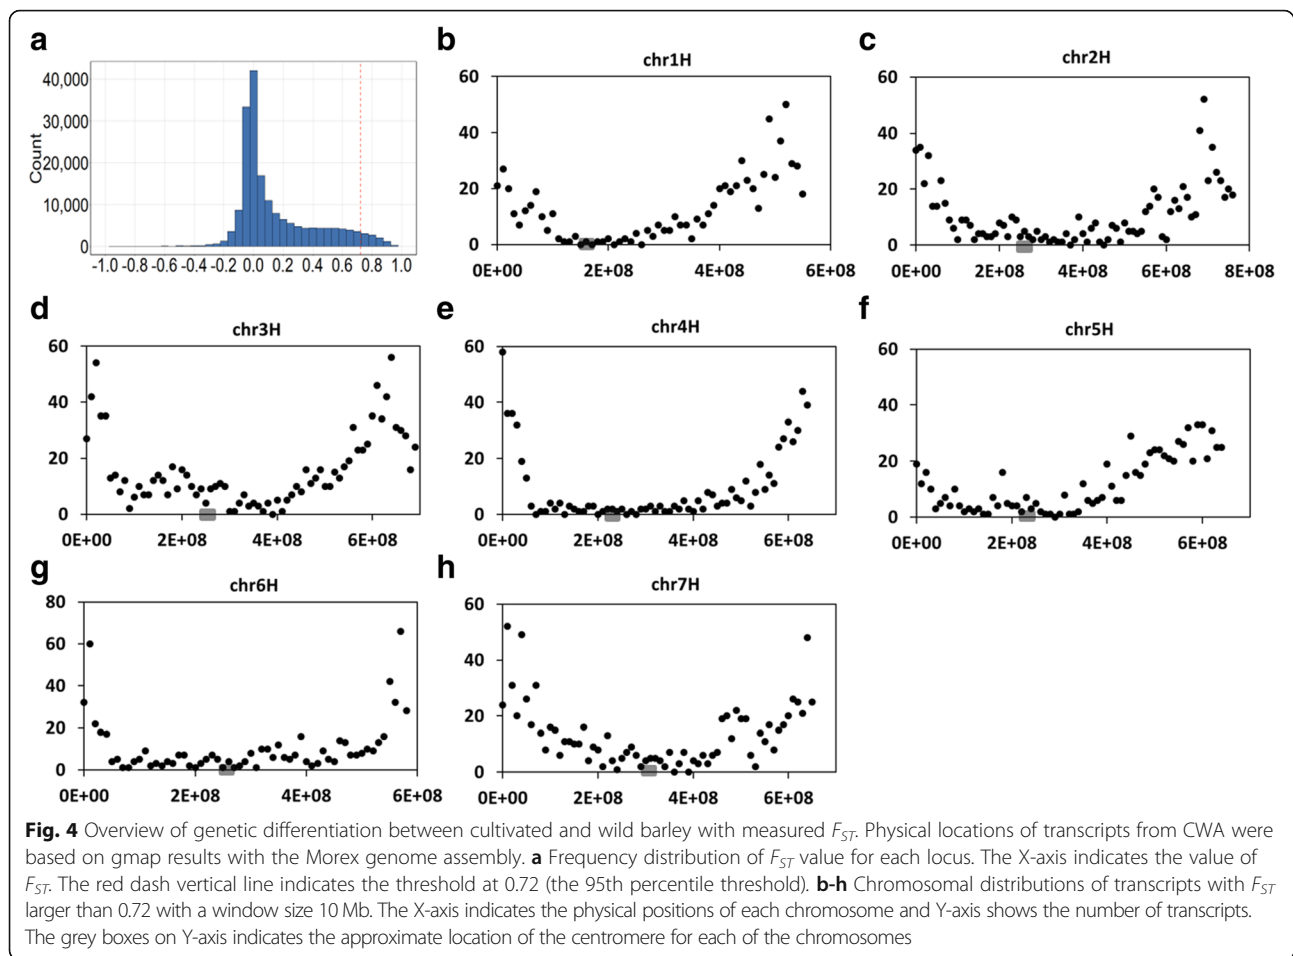 a
Count
40,000
30,000
20,000
10,000
0
-1.0 -0.8 -0.6 -0.4 -0.2 0.0 0.2 0.4 0.6 0.8 1.0
b
chr1H
60
40
20
0
0E+00 2E+08 4E+08 6E+08
c
chr2H
60
40
20
0
0E+00 2E+08 4E+08 6E+08 8E+08
d
chr3H
60
40
20
0
0E+00 2E+08 4E+08 6E+08
e
chr4H
60
40
20
0
0E+00 2E+08 4E+08 6E+08
f
chr5H
60
40
20
0
0E+00 2E+08 4E+08 6E+08
g
chr6H
80
60
40
20
0
0E+00 2E+08 4E+08 6E+08
h
chr7H
60
40
20
0
0E+00 2E+08 4E+08 6E+08
Fig. 4 Overview of genetic differentiation between cultivated and wild barley with measured FST. Physical locations of transcripts from CWA were
based on gmap results with the Morex genome assembly. a Frequency distribution of FST value for each locus. The X-axis indicates the value of
FST. The red dash vertical line indicates the threshold at 0.72 (the 95th percentile threshold). b-h Chromosomal distributions of transcripts with FST
larger than 0.72 with a window size 10 Mb. The X-axis indicates the physical positions of each chromosome and Y-axis shows the number of transcripts.
The grey boxes on Y-axis indicates the approximate location of the centromere for each of the chromosomes